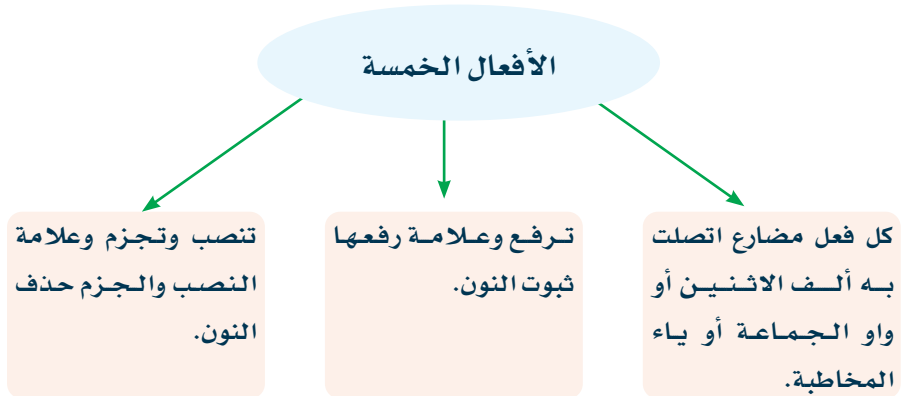 الأفعال الخمسة
كل فعل مضارع اتصلت
به ألف الاثنين أو
واو الجماعة أو ياء
المخاطبة.
ترفع وعلامة رفعها
ثبوت النون.
تنصب وتجزم وعلامة
النصب والجزم حذف
النون.